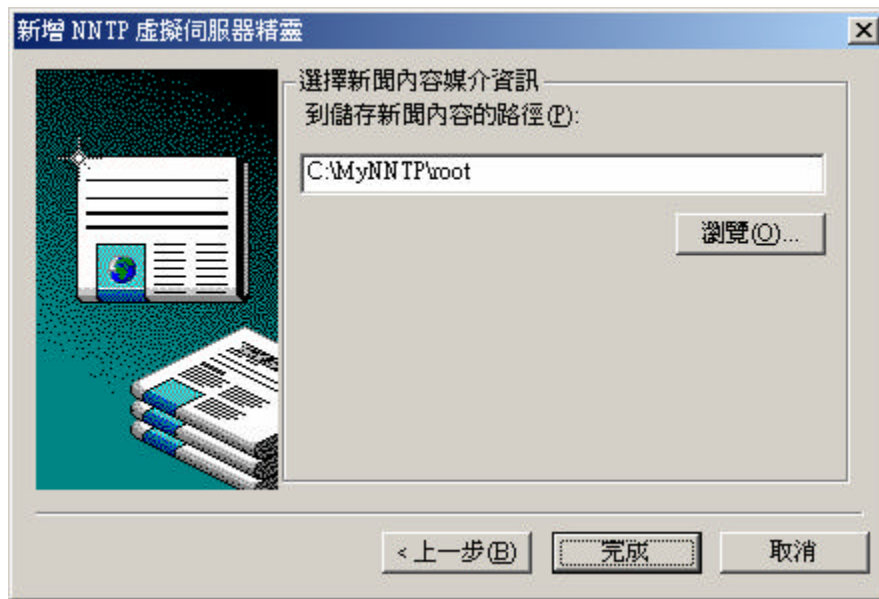 新增 NNTP 虛擬伺服器精靈
選擇新聞內容媒介資訊
到儲存新聞內容的路徑(P):
C:\MyNNTP\root
瀏覽(O)...
< 上一步(B)
完成
取消